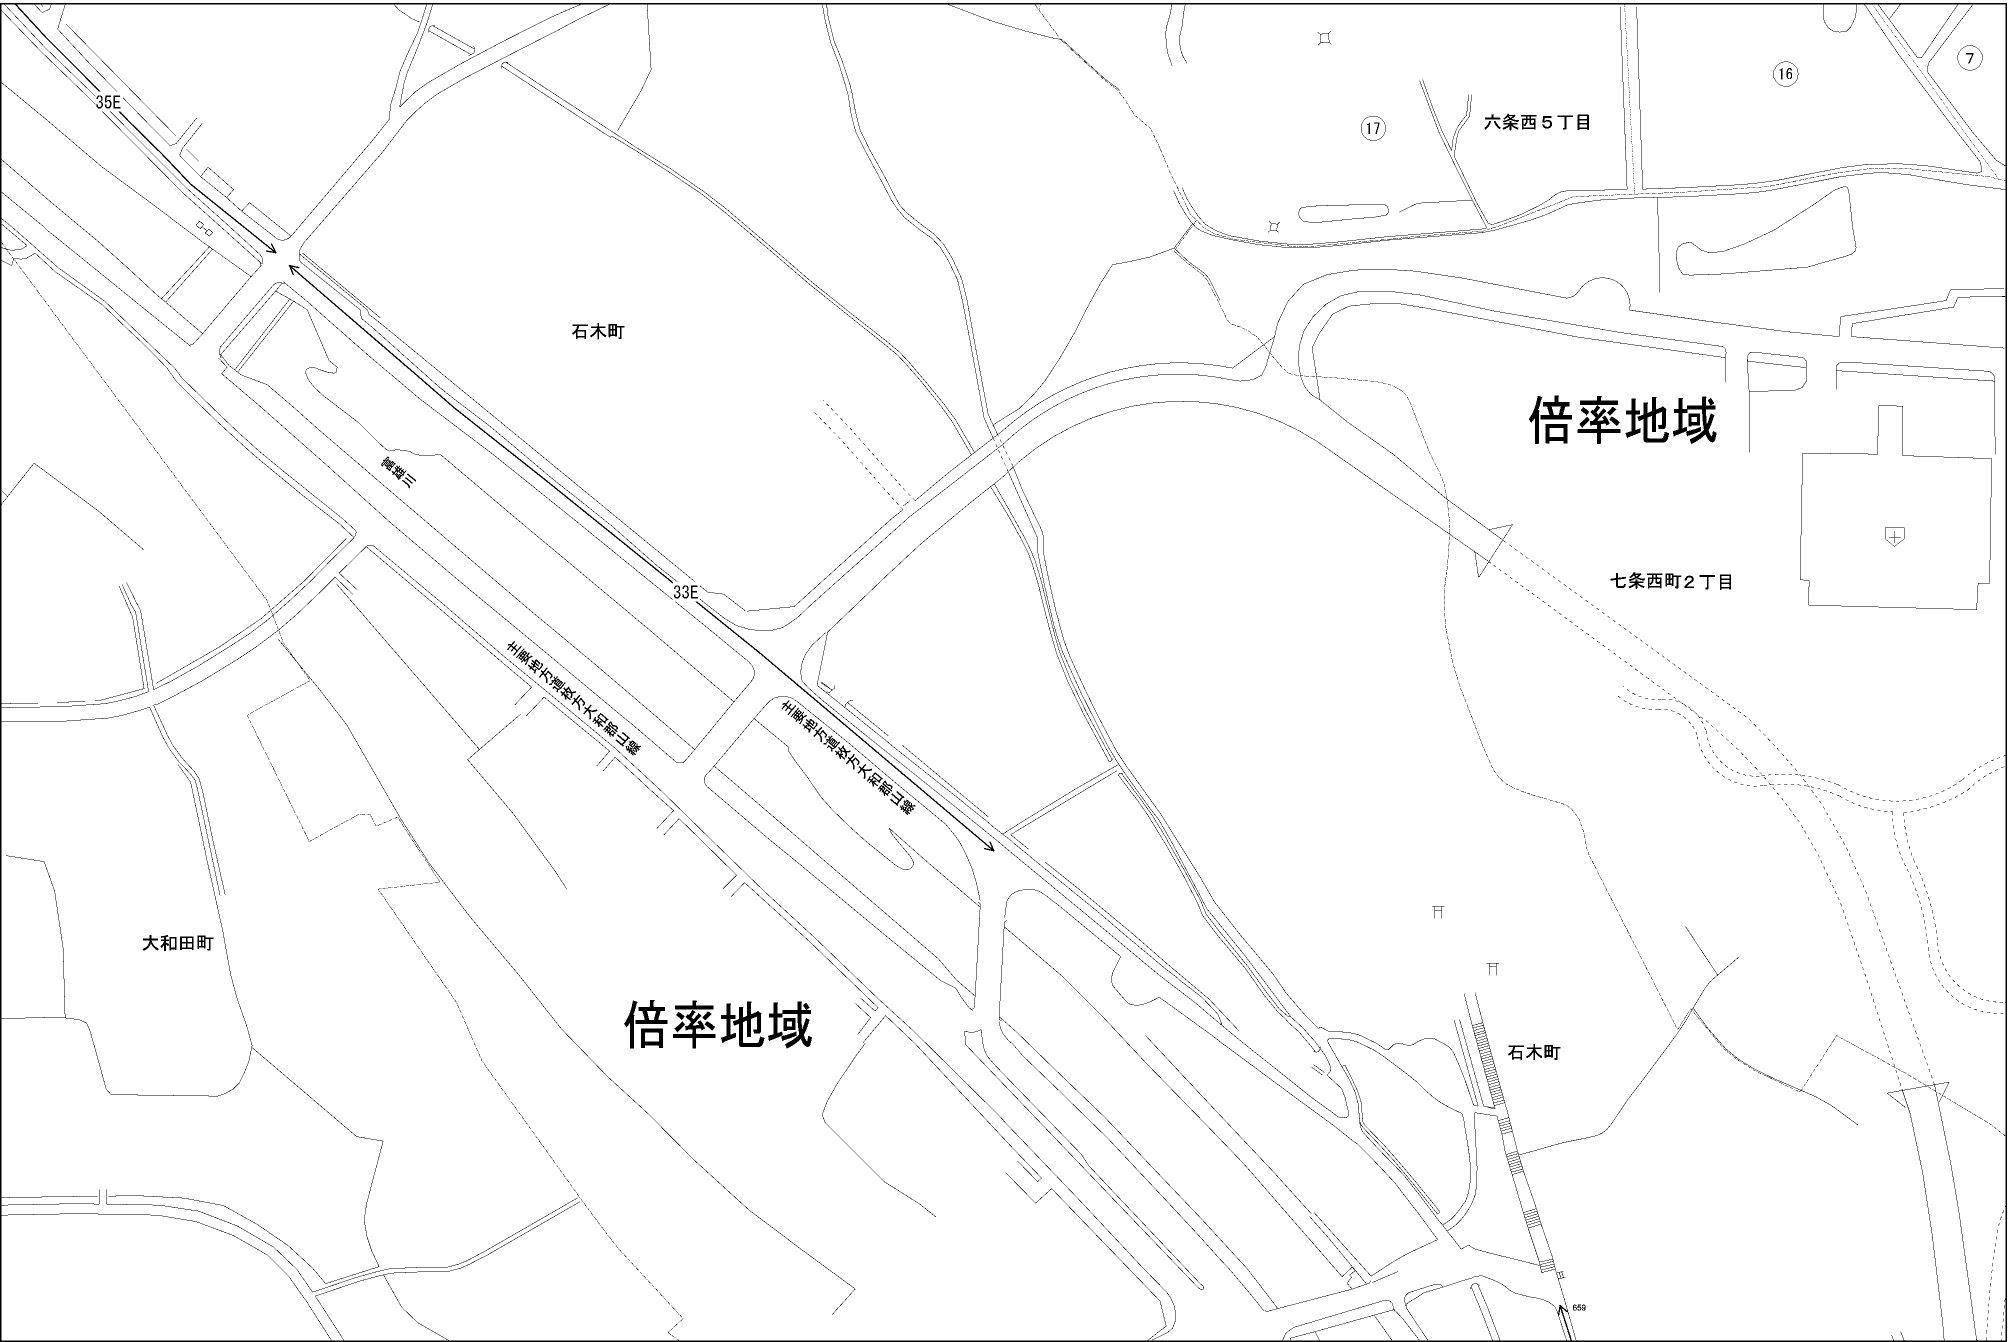 7
16
35E
17
六条西5丁目
石木町
倍率地域
富雄川
七条西町2丁目
33E
主要地方道枚方大和郡山線
主要地方道枚方大和郡山線
大和田町
倍率地域
石木町
659